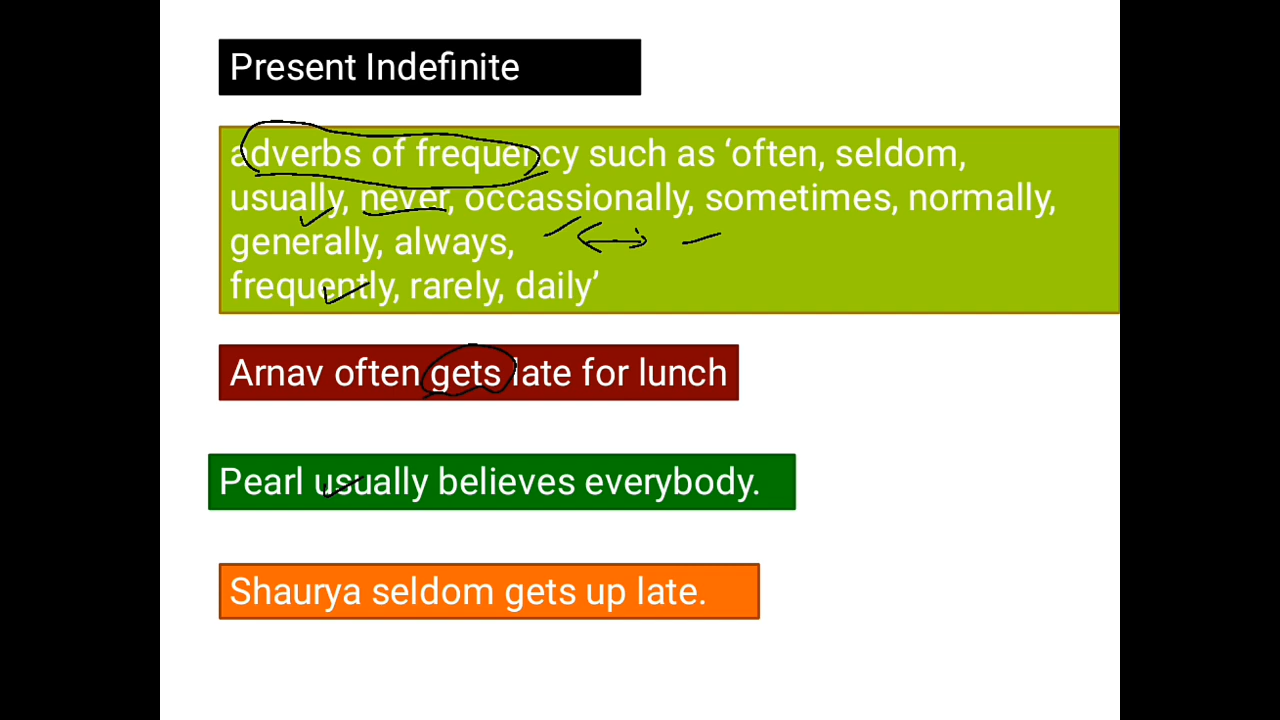 Present Indefinite
adverbs of frequency such as ‘often, seldom,
usually, never, occassionally, sometimes, normally,
generally, always,
frequently, rarely, daily’
Arnav often gets late for lunch
Pearl usually believes everybody.
Shaurya seldom gets up late.